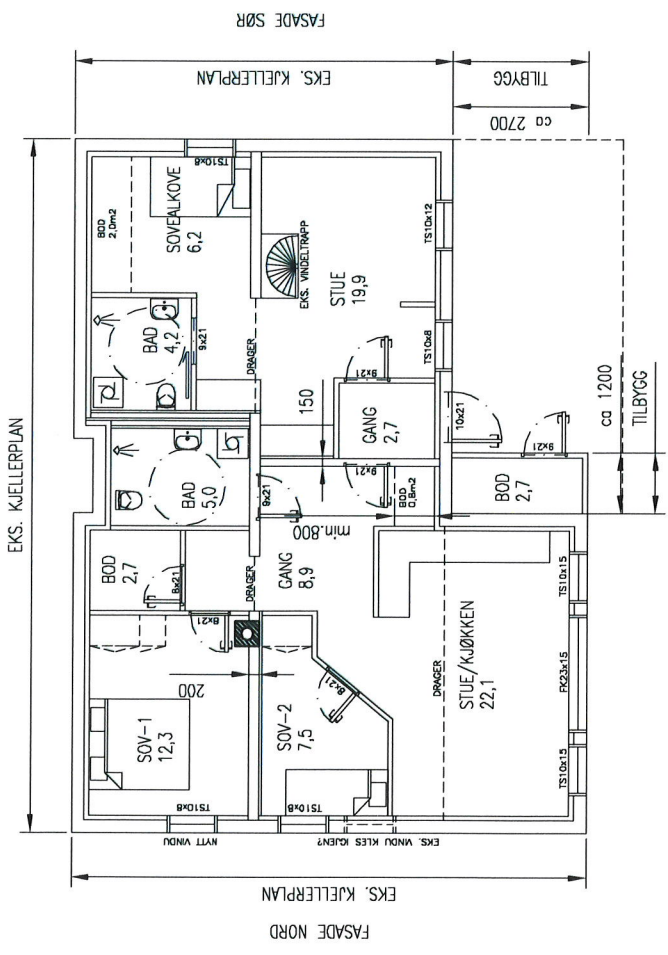 FASADE SØR
EKS. KJELLERPLAN
TILBYGG
ca 2700
EKS. KJELLERPLAN
BOD
2,0m2
SOVEALKOVE
6,2
TS10x8
BAD
4,2
9x21
EKS. VINDELTRAPP
STUE
19,9
TS10x12
TS10x8
DRAGER
9x21
150
GANG
2,7
10x21
9x21
ca 1200
TILBYGG
BAD
5,0
9x21
9x21
BOD
0,8m2
BOD
2,7
min.800
BOD
2,7
8x21
DRAGER
GANG
8,9
8x21
200
SOV-1
12,3
SOV-2
7,5
8x21
DRAGER
STUE/KJØKKEN
22,1
TS10x15
FK23x15
TS10x15
TS10x8
NYTT VINDU
TS10x8
EKS. VINDU KLES IGJEN?
EKS. KJELLERPLAN
FASADE NORD